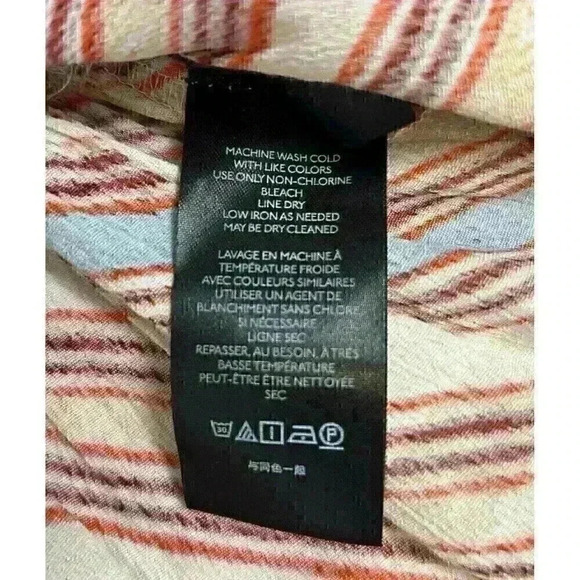 MACHINE WASH COLD
WITH LIKE COLORS
USE ONLY NON-CHLORINE
BLEACH
LINE DRY
LOW IRON AS NEEDED
MAY BE DRY CLEANED
LAVAGE EN MACHINE À
TEMPÉRATURE FROIDE
AVEC COULEURS SIMILAIRES
UTILISER UN AGENT DE
BLANCHIMENT SANS CHLORE
SI NÉCESSAIRE
LIGNE SEC
REPASSER, AU BESOIN, À TRÈS
BASSE TEMPÉRATURE
PEUT-ÊTRE ÊTRE NETTOYÉE
SEC
30 P
与同色一起